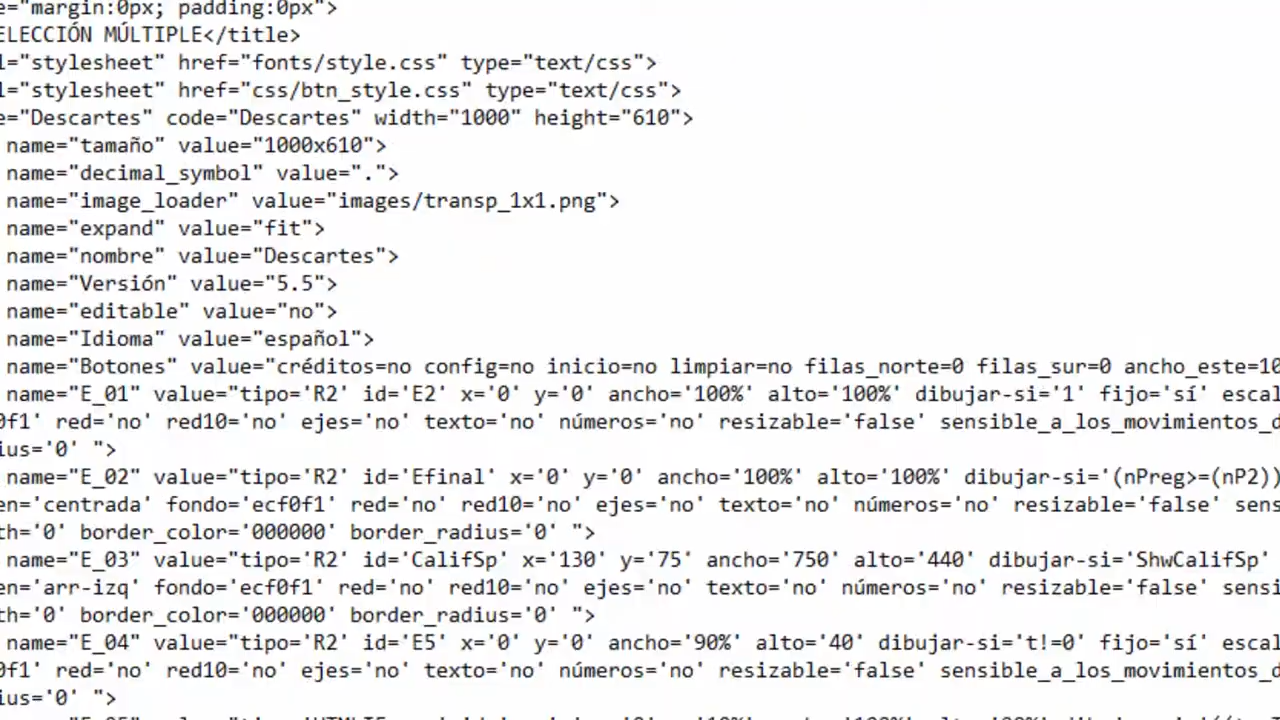 e="margin:0px; padding:0px">
ELECCIÓN MÚLTIPLE</title>
l="stylesheet" href="fonts/style.css" type="text/css">
l="stylesheet" href="css/btn_style.css" type="text/css">
e="Descartes" code="Descartes" width="1000" height="610">
name="tamaño" value="1000x610">
name="decimal_symbol" value=".">
name="image_loader" value="images/transp_1x1.png">
name="expand" value="fit">
name="nombre" value="Descartes">
name="Versión" value="5.5">
name="editable" value="no">
name="Idioma" value="español">
name="Botones" value="créditos=no config=no inicio=no limpiar=no filas_norte=0 filas_sur=0 ancho_este=10
name="E_01" value="tipo='R2' id='E2' x='0' y='0' ancho='100%' alto='100%' dibujar-si='1' fijo='sí' escal
0f1' red='no' red10='no' ejes='no' texto='no' números='no' resizable='false' sensible_a_los_movimientos_d
ius='0' ">
name="E_02" value="tipo='R2' id='Efinal' x='0' y='0' ancho='100%' alto='100%' dibujar-si='(nPreg>=(nP2))
en='centrada' fondo='ecf0f1' red='no' red10='no' ejes='no' texto='no' números='no' resizable='false' sens
th='0' border_color='000000' border_radius='0' ">
name="E_03" value="tipo='R2' id='CalifSp' x='130' y='75' ancho='750' alto='440' dibujar-si='ShwCalifSp'
en='arr-izq' fondo='ecf0f1' red='no' red10='no' ejes='no' texto='no' números='no' resizable='false' sensi
th='0' border_color='000000' border_radius='0' ">
name="E_04" value="tipo='R2' id='E5' x='0' y='0' ancho='90%' alto='40' dibujar-si='t!=0' fijo='sí' escal
0f1' red='no' red10='no' ejes='no' texto='no' números='no' resizable='false' sensible_a_los_movimientos_d
ius='0' ">